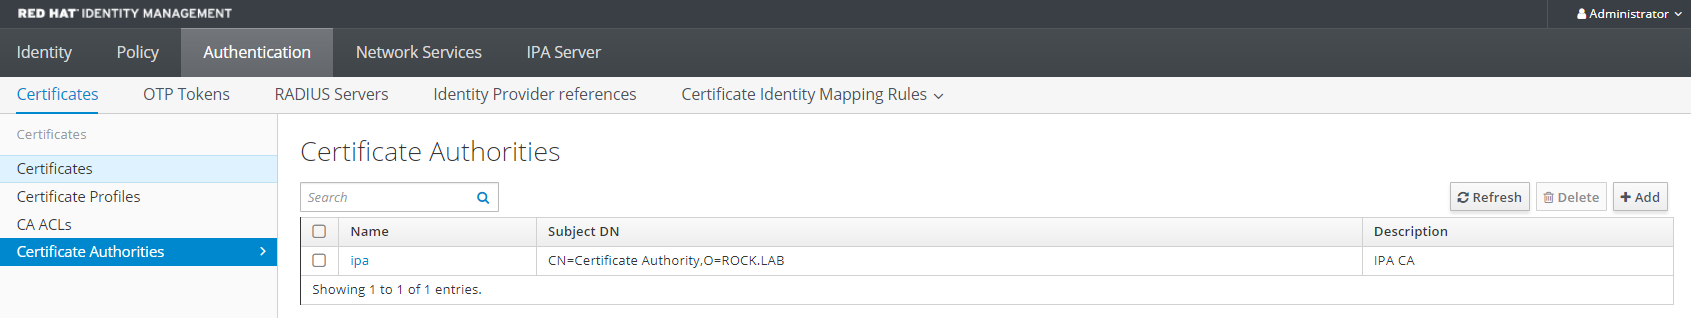 RED HAT® IDENTITY MANAGEMENT
Administrator
Identity Policy Authentication Network Services IPA Server
Certificates OTP Tokens RADIUS Servers Identity Provider references Certificate Identity Mapping Rules
Certificates
Certificates
Certificate Profiles
CA ACLs
Certificate Authorities
Certificate Authorities
Search
Refresh Delete Add
Name Subject DN Description
ipa CN=Certificate Authority,O=ROCK.LAB IPA CA
Showing 1 to 1 of 1 entries.